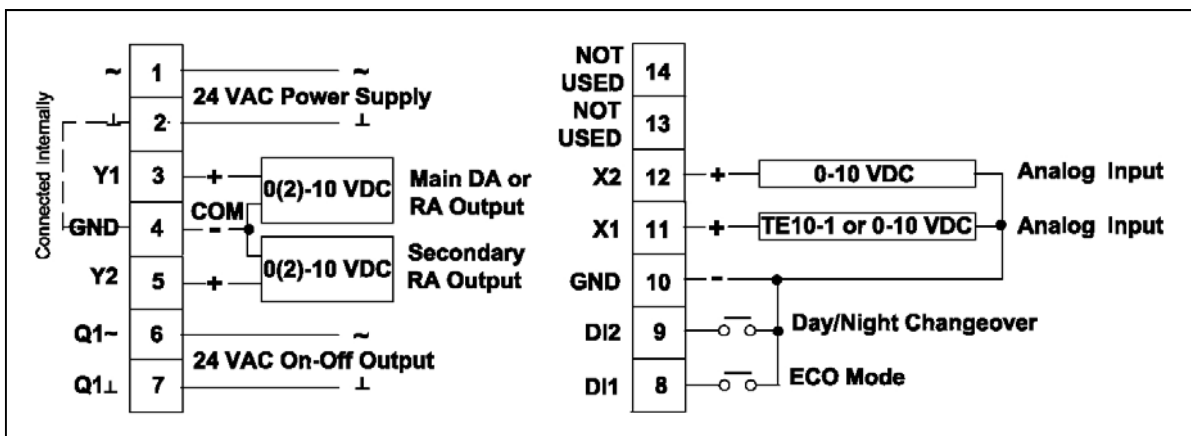 Connected Internally
~ 1 ~
24 VAC Power Supply
⊥ 2 ⊥
Y1 3 + 0(2)-10 VDC Main DA or
RA Output
COM
GND 4 -
Y2 5 + 0(2)-10 VDC Secondary
RA Output
Q1~ 6 ~
24 VAC On-Off Output
Q1⊥ 7 ⊥
NOT
USED 14
NOT
USED 13
X2 12 + 0-10 VDC Analog Input
X1 11 + TE10-1 or 0-10 VDC Analog Input
GND 10 -
DI2 9 Day/Night Changeover
DI1 8 ECO Mode